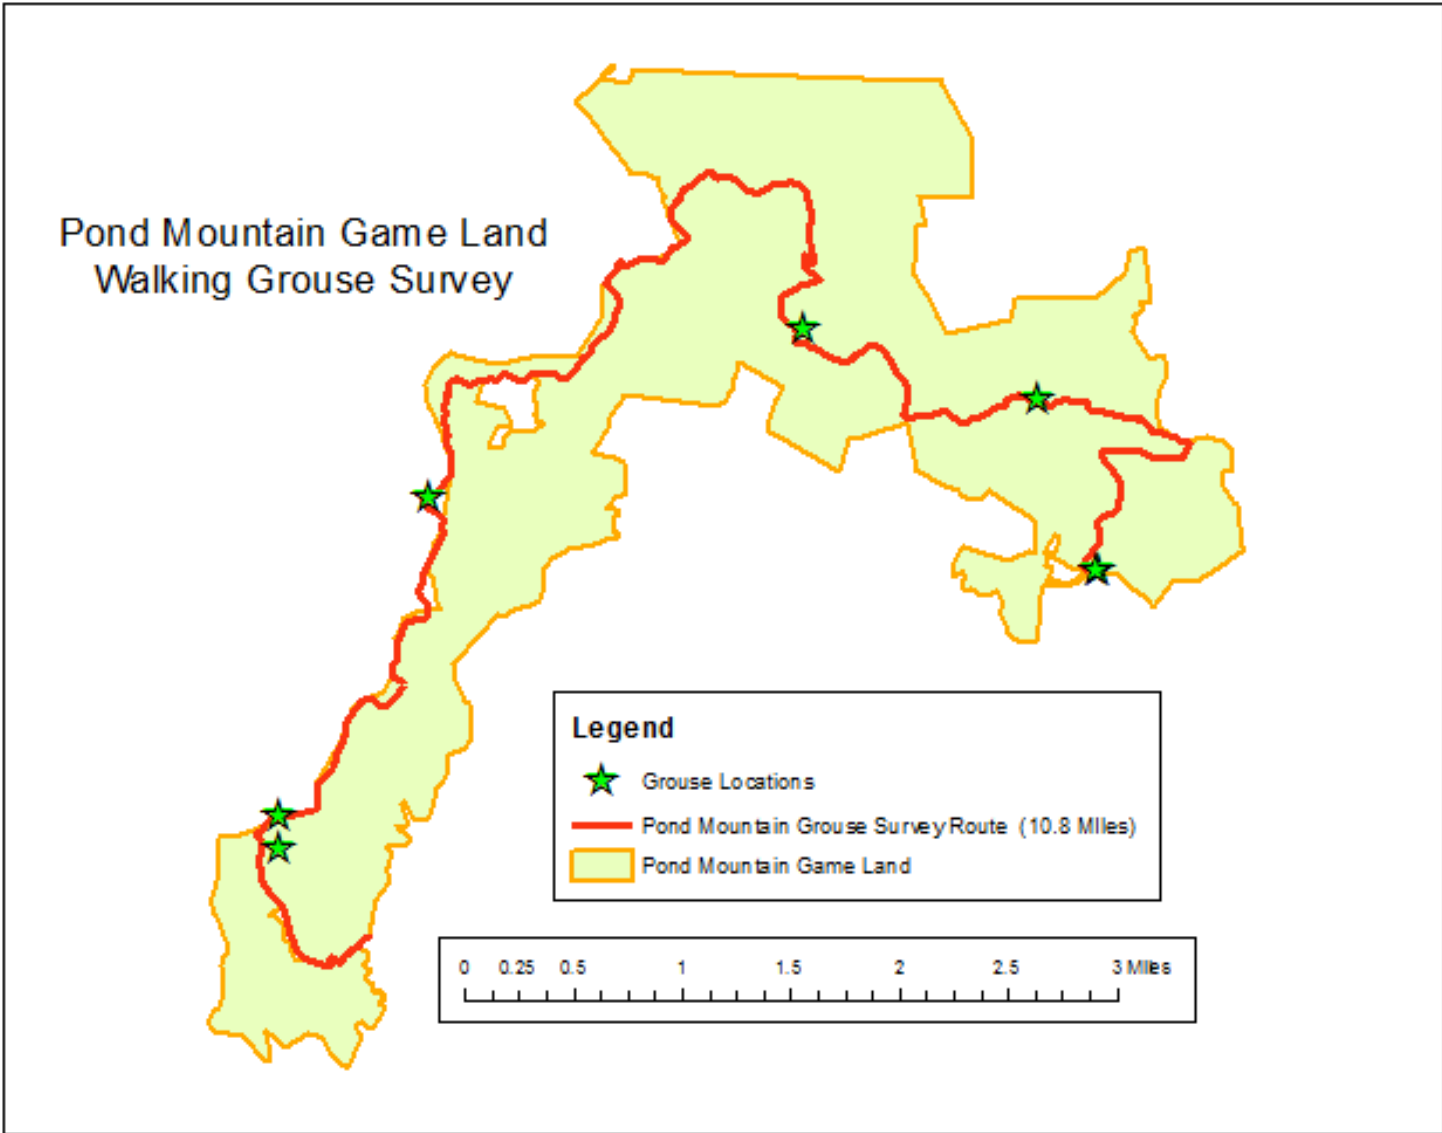 Pond Mountain Game Land
Walking Grouse Survey
Legend
Grouse Locations
Pond Mountain Grouse Survey Route (10.8 MIles)
Pond Mountain Game Land
0 0.25 0.5 1 1.5 2 2.5 3 Miles